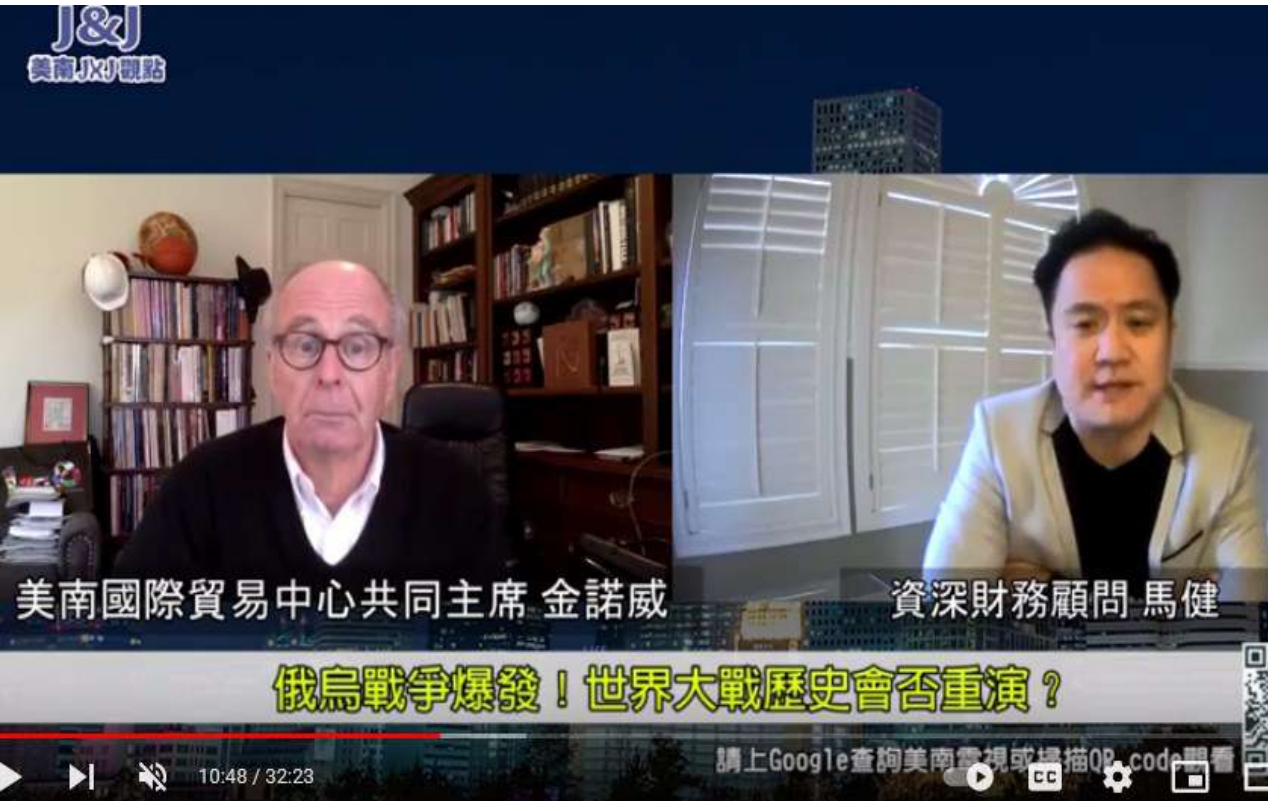 J&J
美南JXJ觀點
美南國際貿易中心共同主席 金諾威
資深財務顧問 馬健
俄烏戰爭爆發！世界大戰歷史會否重演？
請上Google查詢美南電視或掃描QR code觀看
10:48 / 32:23
CC